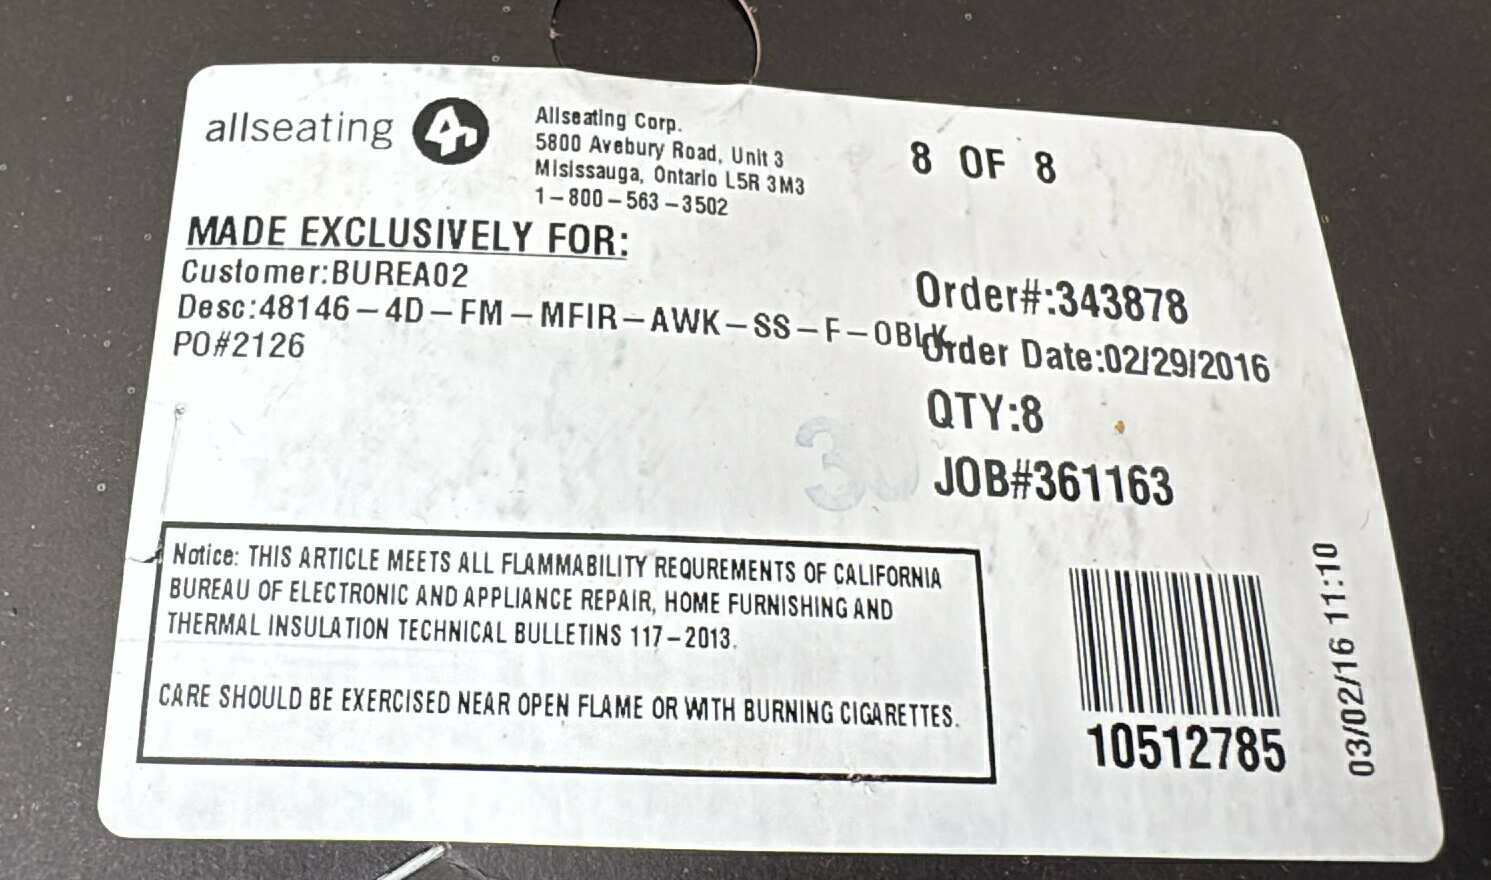 allseating
Allseating Corp.
5800 Avebury Road, Unit 3
Misissauga, Ontario L5R 3M3
1-800-563-3502
8 OF 8
MADE EXCLUSIVELY FOR:
Customer:BUREA02
Desc:48146-4D-FM-MFIR-AWK-SS-F-0BLK
PO#2126
Order#:343878
Order Date:02/29/2016
QTY:8
JOB#361163
Notice: THIS ARTICLE MEETS ALL FLAMMABILITY REQUREMENTS OF CALIFORNIA
BUREAU OF ELECTRONIC AND APPLIANCE REPAIR, HOME FURNISHING AND
THERMAL INSULATION TECHNICAL BULLETINS 117-2013.
CARE SHOULD BE EXERCISED NEAR OPEN FLAME OR WITH BURNING CIGARETTES.
10512785
03/02/16 11:10